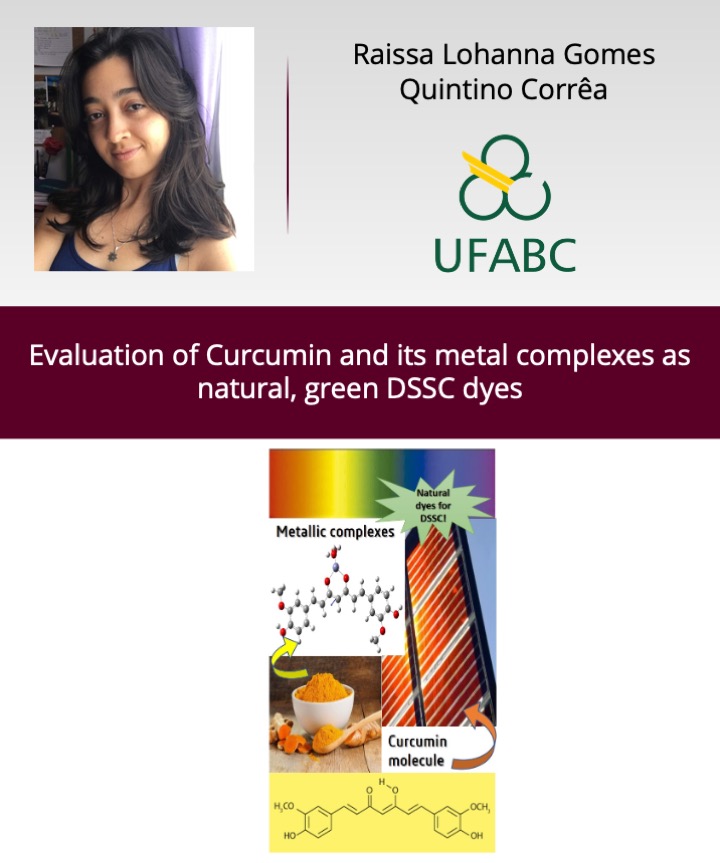 Raissa Lohanna Gomes
Quintino Corrêa
UFABC
Evaluation of Curcumin and its metal complexes as
natural, green DSSC dyes
Natural
dyes for
DSSC!
Metallic complexes
Curcumin
molecule
H
O
O
H₃CO
OCH₃
HO
OH